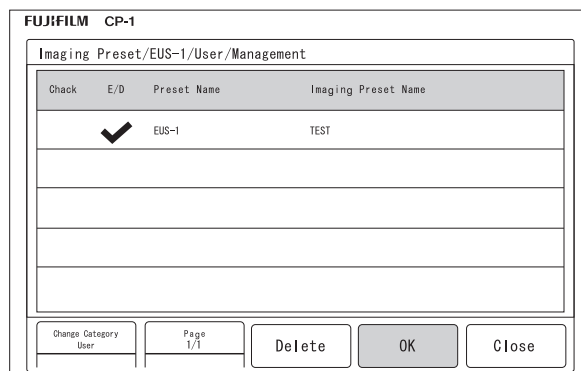 FUJIFILM CP-1
Imaging Preset/EUS-1/User/Management
Chack E/D Preset Name Imaging Preset Name
EUS-1 TEST
Change Category
User
Page
1/1
Delete OK Close